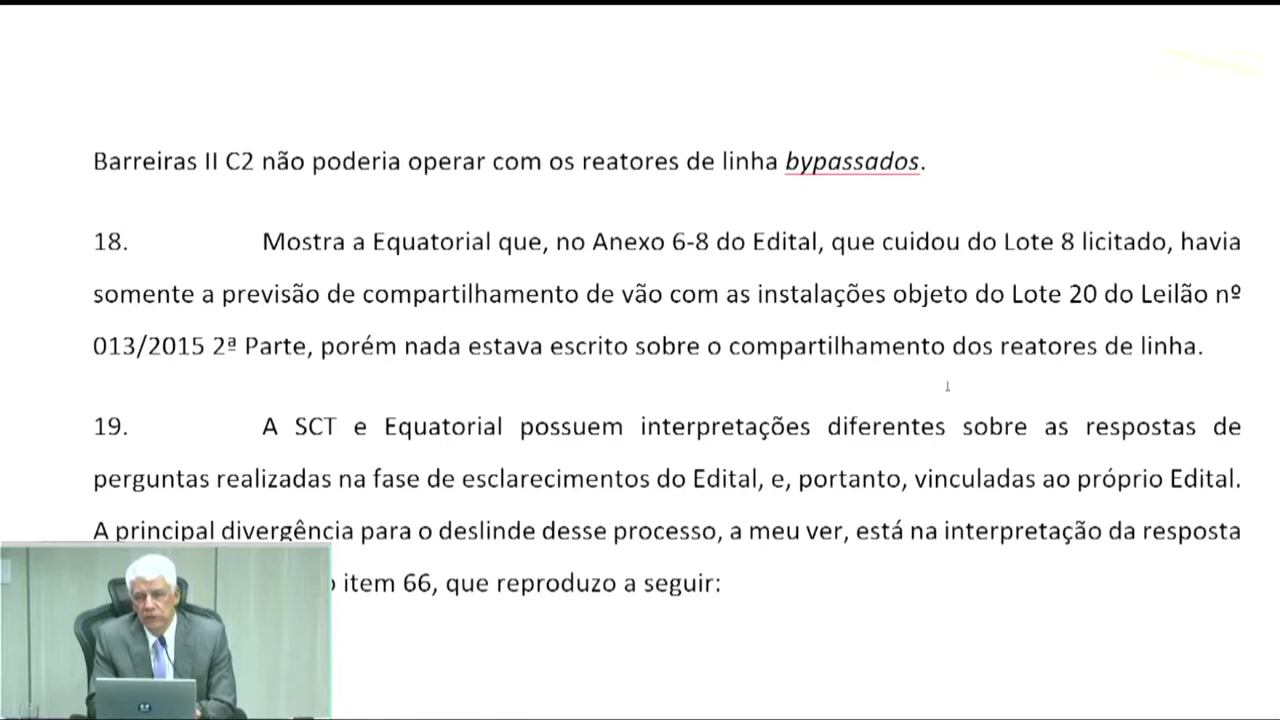 Barreiras II C2 não poderia operar com os reatores de linha bypassados.
18. Mostra a Equatorial que, no Anexo 6-8 do Edital, que cuidou do Lote 8 licitado, havia
somente a previsão de compartilhamento de vão com as instalações objeto do Lote 20 do Leilão nº
013/2015 2ª Parte, porém nada estava escrito sobre o compartilhamento dos reatores de linha.
19. A SCT e Equatorial possuem interpretações diferentes sobre as respostas de
perguntas realizadas na fase de esclarecimentos do Edital, e, portanto, vinculadas ao próprio Edital.
A principal divergência para o deslinde desse processo, a meu ver, está na interpretação da resposta
item 66, que reproduzo a seguir: